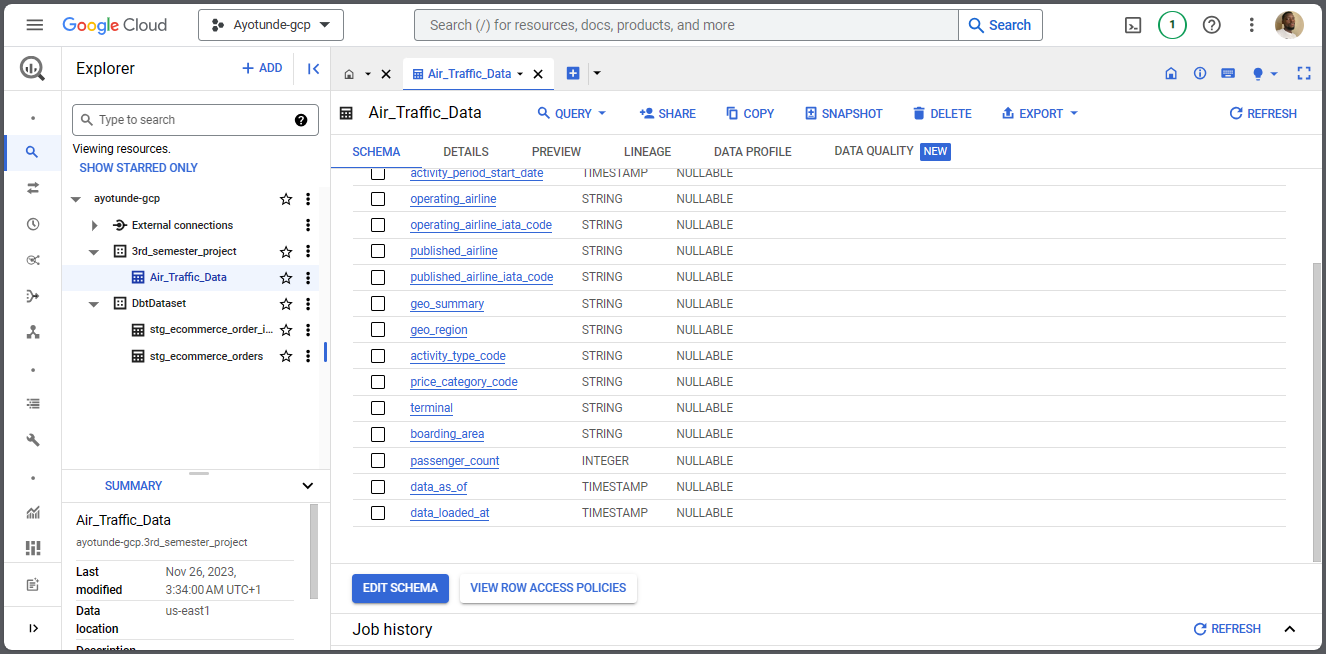 Google Cloud
Ayotunde-gcp
Search (/) for resources, docs, products, and more
Search
1
Explorer
+ ADD
Air_Traffic_Data
Type to search
Viewing resources.
SHOW STARRED ONLY
ayotunde-gcp
External connections
3rd_semester_project
Air_Traffic_Data
DbtDataset
stg_ecommerce_order_i...
stg_ecommerce_orders
SUMMARY
Air_Traffic_Data
ayotunde-gcp.3rd_semester_project
Last modified Nov 26, 2023, 3:34:00 AM UTC+1
Data location us-east1
Description
Air_Traffic_Data
QUERY SHARE COPY SNAPSHOT DELETE EXPORT REFRESH
SCHEMA DETAILS PREVIEW LINEAGE DATA PROFILE DATA QUALITY NEW
activity_period_start_date TIMESTAMP NULLABLE
operating_airline STRING NULLABLE
operating_airline_iata_code STRING NULLABLE
published_airline STRING NULLABLE
published_airline_iata_code STRING NULLABLE
geo_summary STRING NULLABLE
geo_region STRING NULLABLE
activity_type_code STRING NULLABLE
price_category_code STRING NULLABLE
terminal STRING NULLABLE
boarding_area STRING NULLABLE
passenger_count INTEGER NULLABLE
data_as_of TIMESTAMP NULLABLE
data_loaded_at TIMESTAMP NULLABLE
EDIT SCHEMA VIEW ROW ACCESS POLICIES
Job history REFRESH